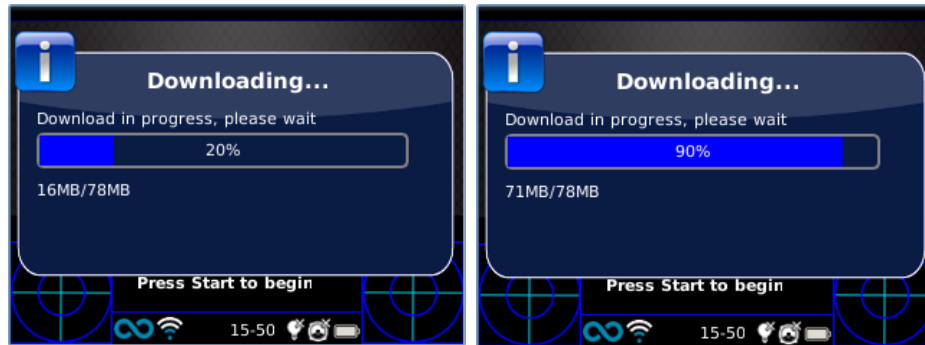 Downloading...
Download in progress, please wait
20%
16MB/78MB
Press Start to begin
15-50
Downloading...
Download in progress, please wait
90%
71MB/78MB
Press Start to begin
15-50